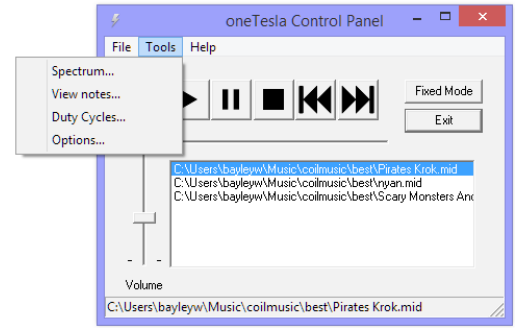 oneTesla Control Panel
File Tools Help
Spectrum...
View notes...
Duty Cycles...
Options...
Fixed Mode
Exit
C:\Users\bayleyw\Music\coilmusic\best\Pirates Krok.mid
C:\Users\bayleyw\Music\coilmusic\best\nyan.mid
C:\Users\bayleyw\Music\coilmusic\best\Scary Monsters And
Volume
C:\Users\bayleyw\Music\coilmusic\best\Pirates Krok.mid